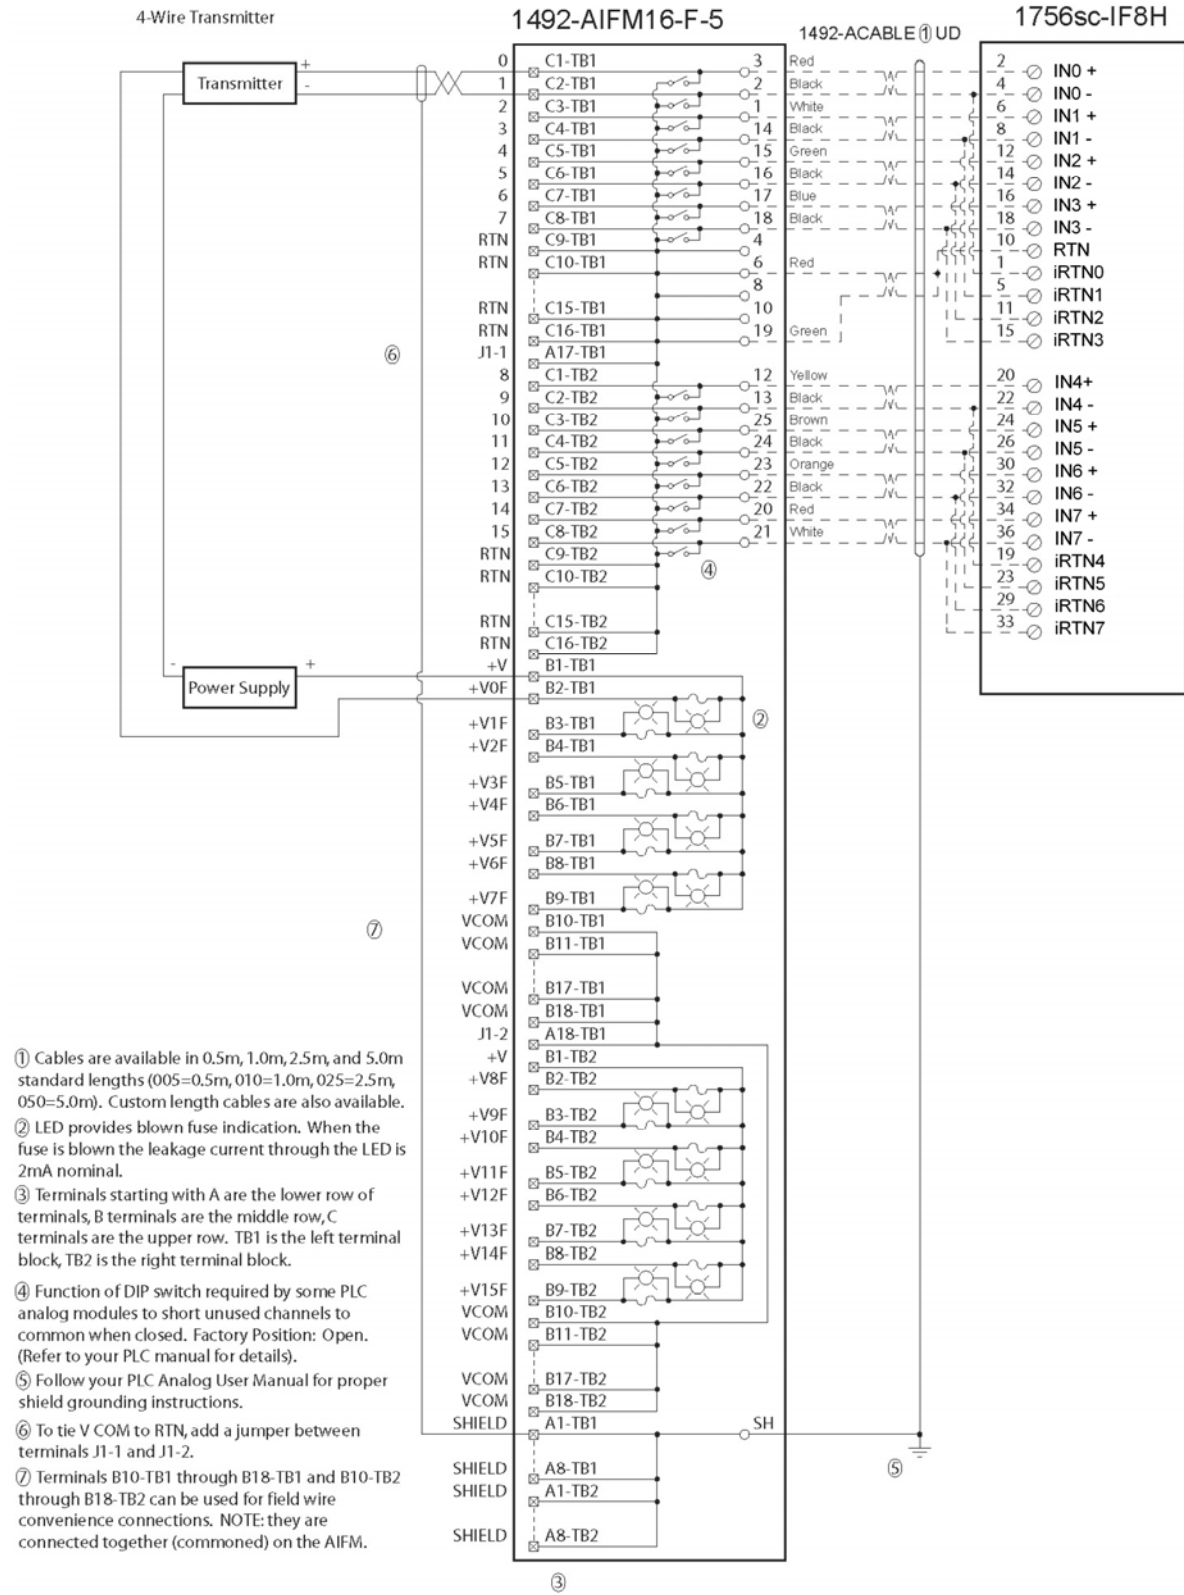 4-Wire Transmitter
1492-AIFM16-F-5
1492-ACABLE ① UD
1756sc-IF8H
Transmitter
+
-
0 C1-TB1 3 Red 2 IN0 +
1 C2-TB1 2 Black 4 IN0 -
2 C3-TB1 1 White 6 IN1 +
3 C4-TB1 14 Black 8 IN1 -
4 C5-TB1 15 Green 12 IN2 +
5 C6-TB1 16 Black 14 IN2 -
6 C7-TB1 17 Blue 16 IN3 +
7 C8-TB1 18 Black 18 IN3 -
RTN C9-TB1 4 10 RTN
RTN C10-TB1 6 Red 1 iRTN0
8 5 iRTN1
RTN C15-TB1 10 11 iRTN2
RTN C16-TB1 19 Green 15 iRTN3
⑥
J1-1 A17-TB1
8 C1-TB2 12 Yellow 20 IN4+
9 C2-TB2 13 Black 22 IN4 -
10 C3-TB2 25 Brown 24 IN5 +
11 C4-TB2 24 Black 26 IN5 -
12 C5-TB2 23 Orange 30 IN6 +
13 C6-TB2 22 Black 32 IN6 -
14 C7-TB2 20 Red 34 IN7 +
15 C8-TB2 21 White 36 IN7 -
RTN C9-TB2 19 iRTN4
④
RTN C10-TB2 23 iRTN5
29 iRTN6
RTN C15-TB2 33 iRTN7
RTN C16-TB2
- Power Supply +
+V B1-TB1
+V0F B2-TB1
②
+V1F B3-TB1
+V2F B4-TB1
+V3F B5-TB1
+V4F B6-TB1
+V5F B7-TB1
+V6F B8-TB1
+V7F B9-TB1
VCOM B10-TB1
⑦
VCOM B11-TB1
VCOM B17-TB1
VCOM B18-TB1
J1-2 A18-TB1
+V B1-TB2
+V8F B2-TB2
+V9F B3-TB2
+V10F B4-TB2
+V11F B5-TB2
+V12F B6-TB2
+V13F B7-TB2
+V14F B8-TB2
+V15F B9-TB2
VCOM B10-TB2
VCOM B11-TB2
VCOM B17-TB2
VCOM B18-TB2
SHIELD A1-TB1 SH
⑤
SHIELD A8-TB1
SHIELD A1-TB2
SHIELD A8-TB2
③
① Cables are available in 0.5m, 1.0m, 2.5m, and 5.0m
standard lengths (005=0.5m, 010=1.0m, 025=2.5m,
050=5.0m). Custom length cables are also available.
② LED provides blown fuse indication. When the
fuse is blown the leakage current through the LED is
2mA nominal.
③ Terminals starting with A are the lower row of
terminals, B terminals are the middle row, C
terminals are the upper row. TB1 is the left terminal
block, TB2 is the right terminal block.
④ Function of DIP switch required by some PLC
analog modules to short unused channels to
common when closed. Factory Position: Open.
(Refer to your PLC manual for details).
⑤ Follow your PLC Analog User Manual for proper
shield grounding instructions.
⑥ To tie V COM to RTN, add a jumper between
terminals J1-1 and J1-2.
⑦ Terminals B10-TB1 through B18-TB1 and B10-TB2
through B18-TB2 can be used for field wire
convenience connections. NOTE: they are
connected together (commoned) on the AIFM.